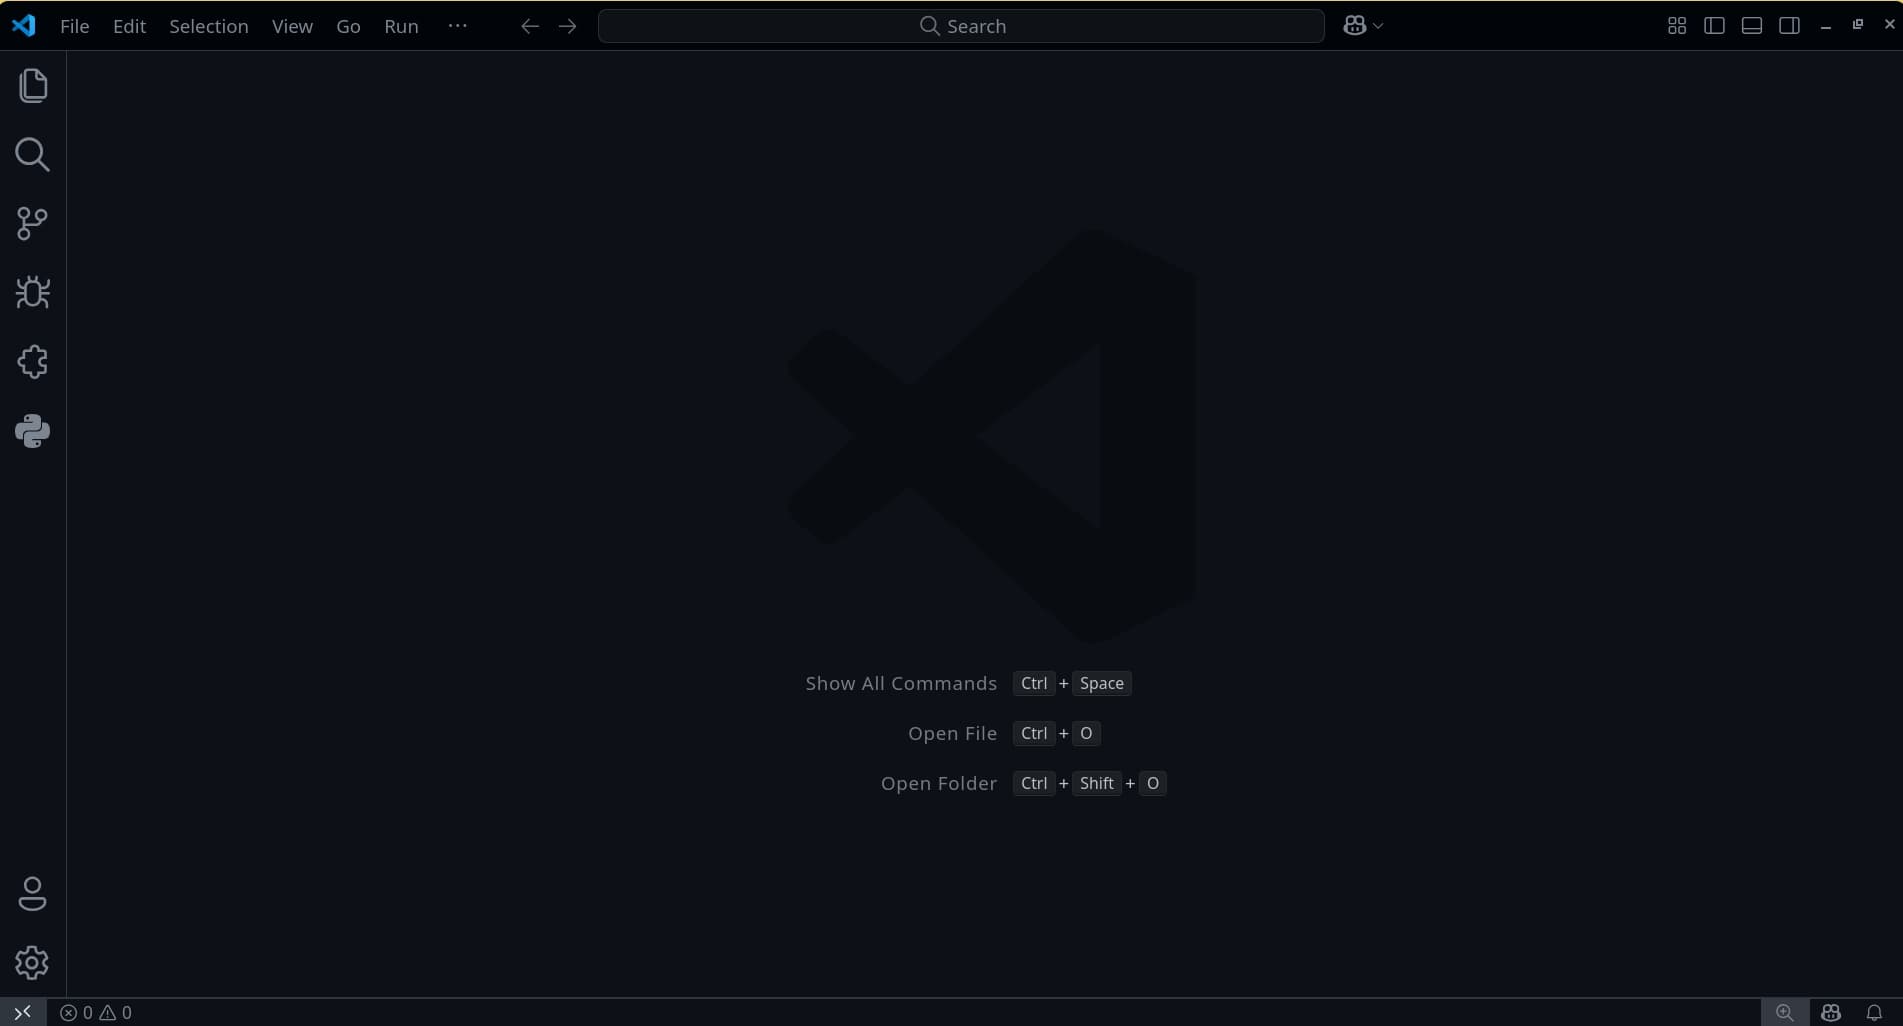 File Edit Selection View Go Run ···
Search
Show All Commands Ctrl + Space
Open File Ctrl + O
Open Folder Ctrl + Shift + O
0 0